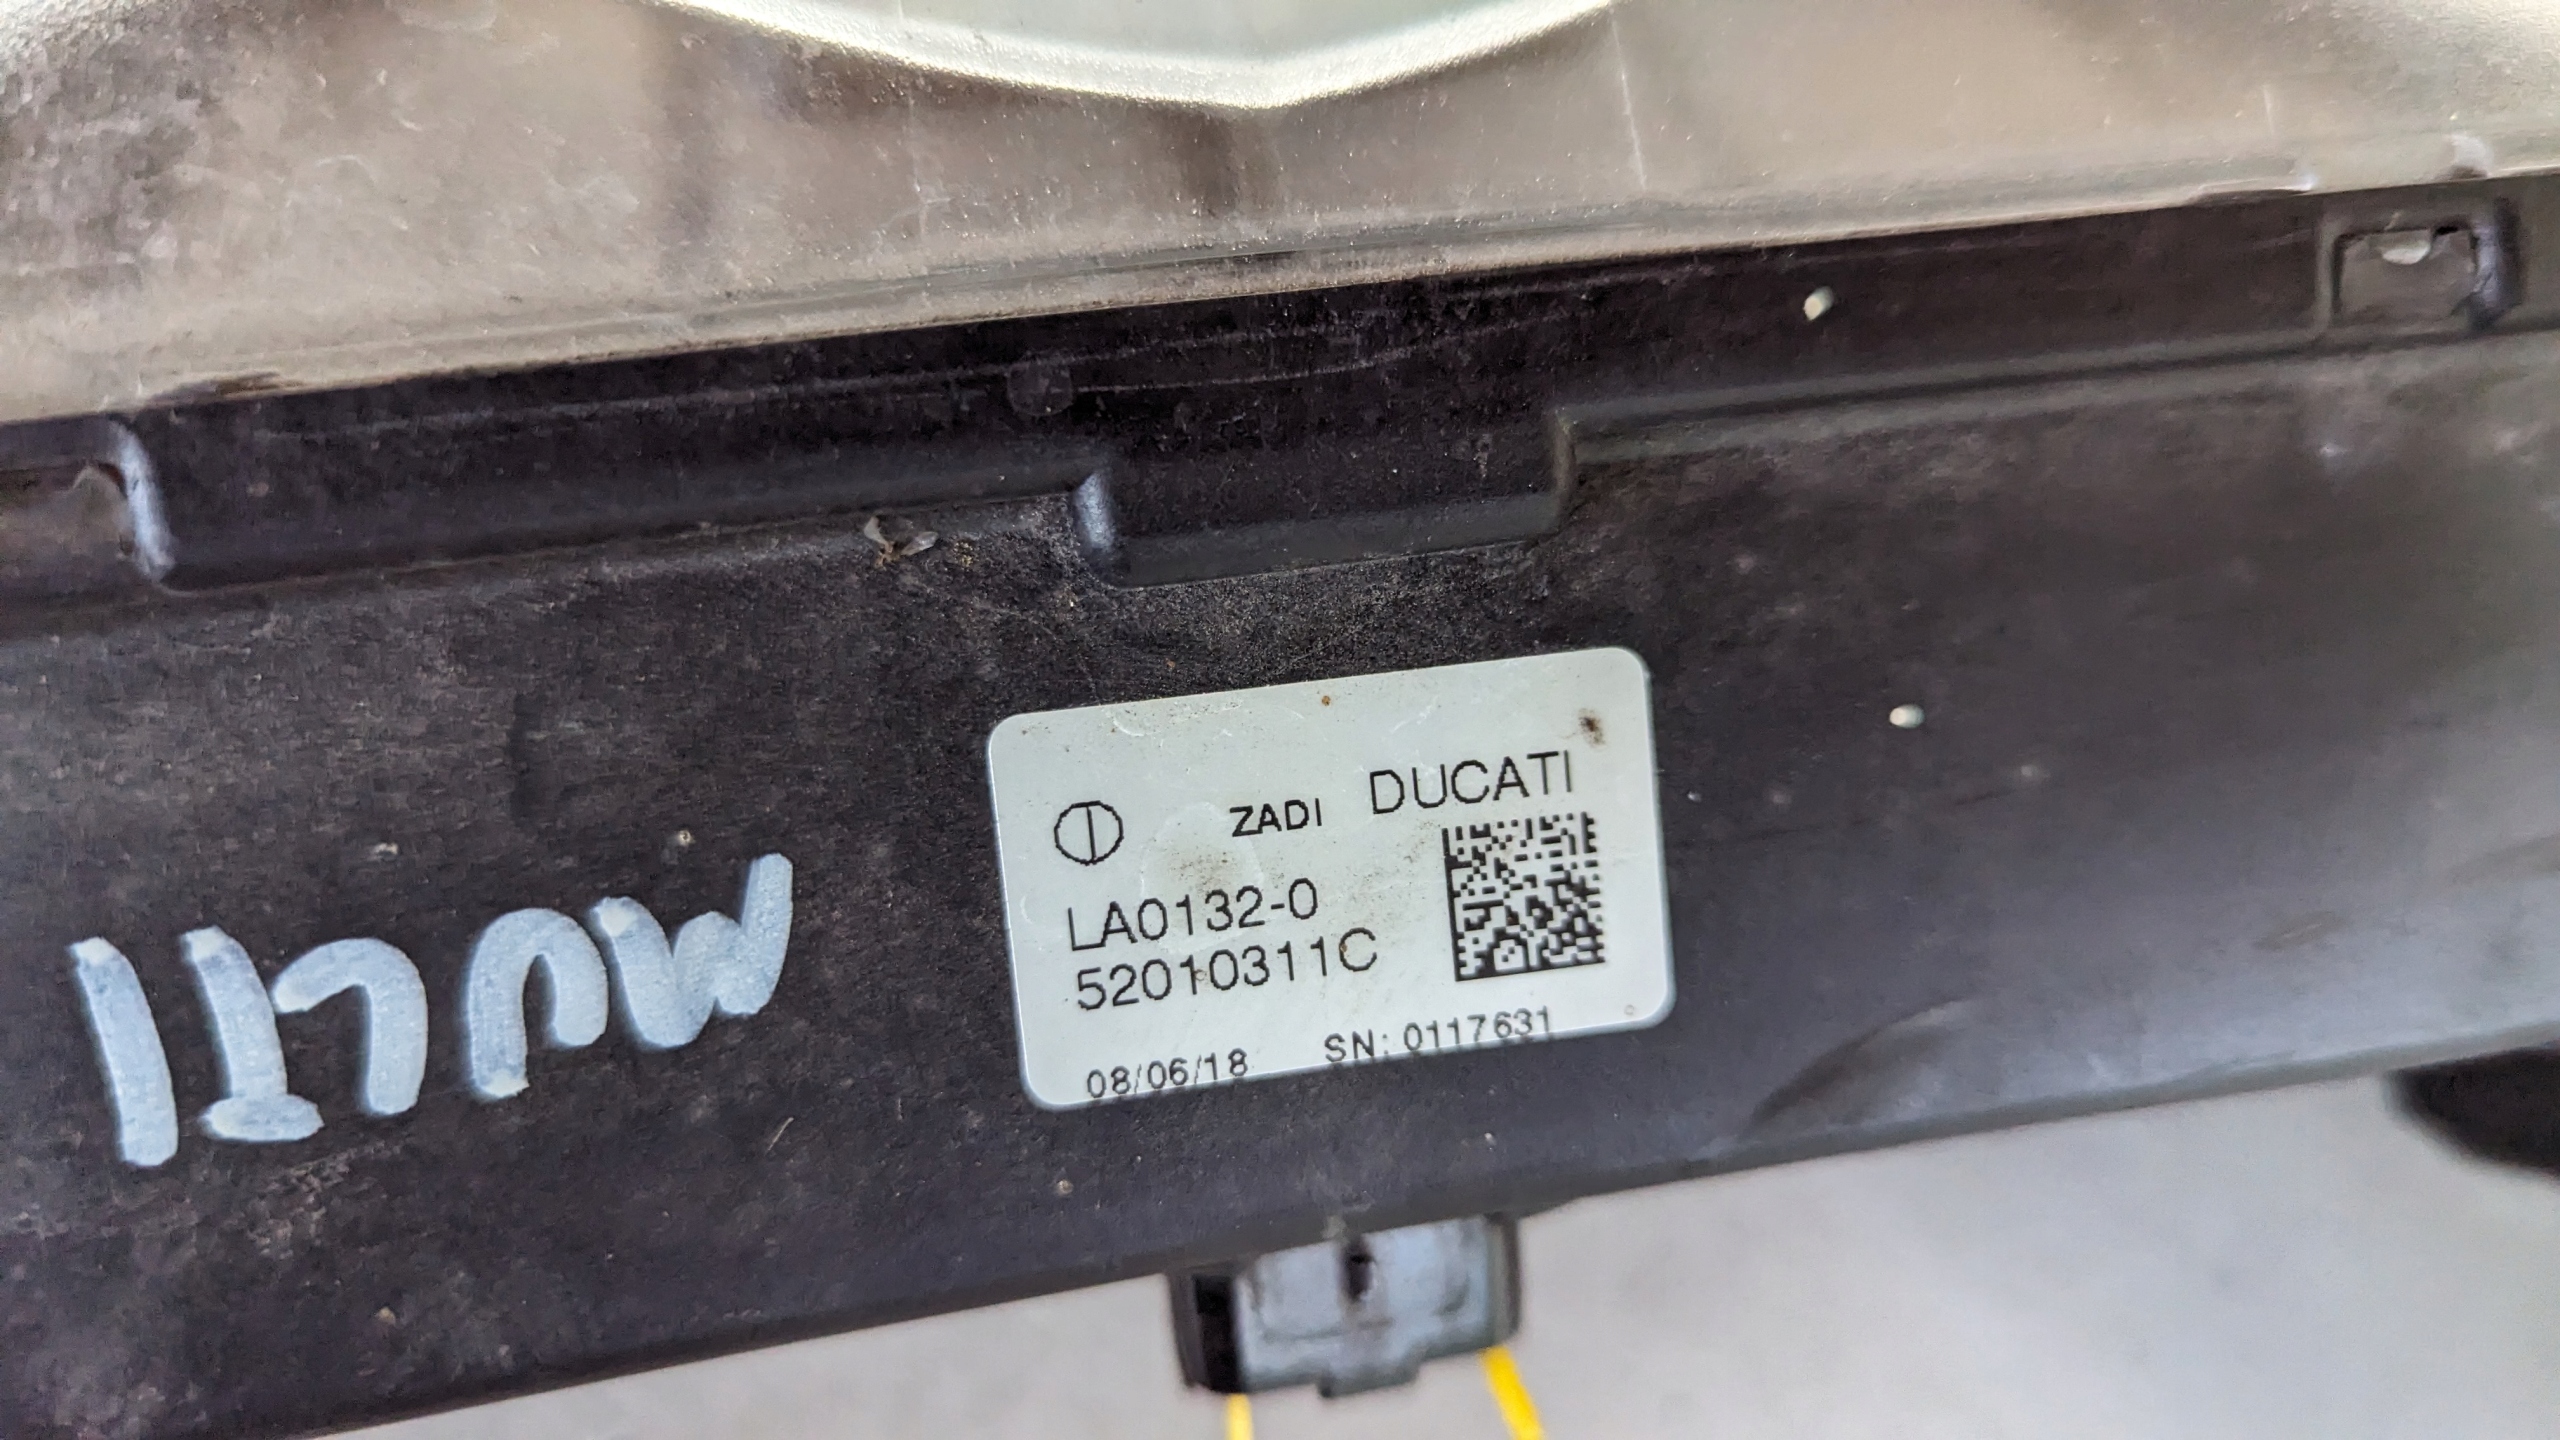 ZADI DUCATI
LA0132-0
52010311C
08/06/18 SN: 0117631
MULTI